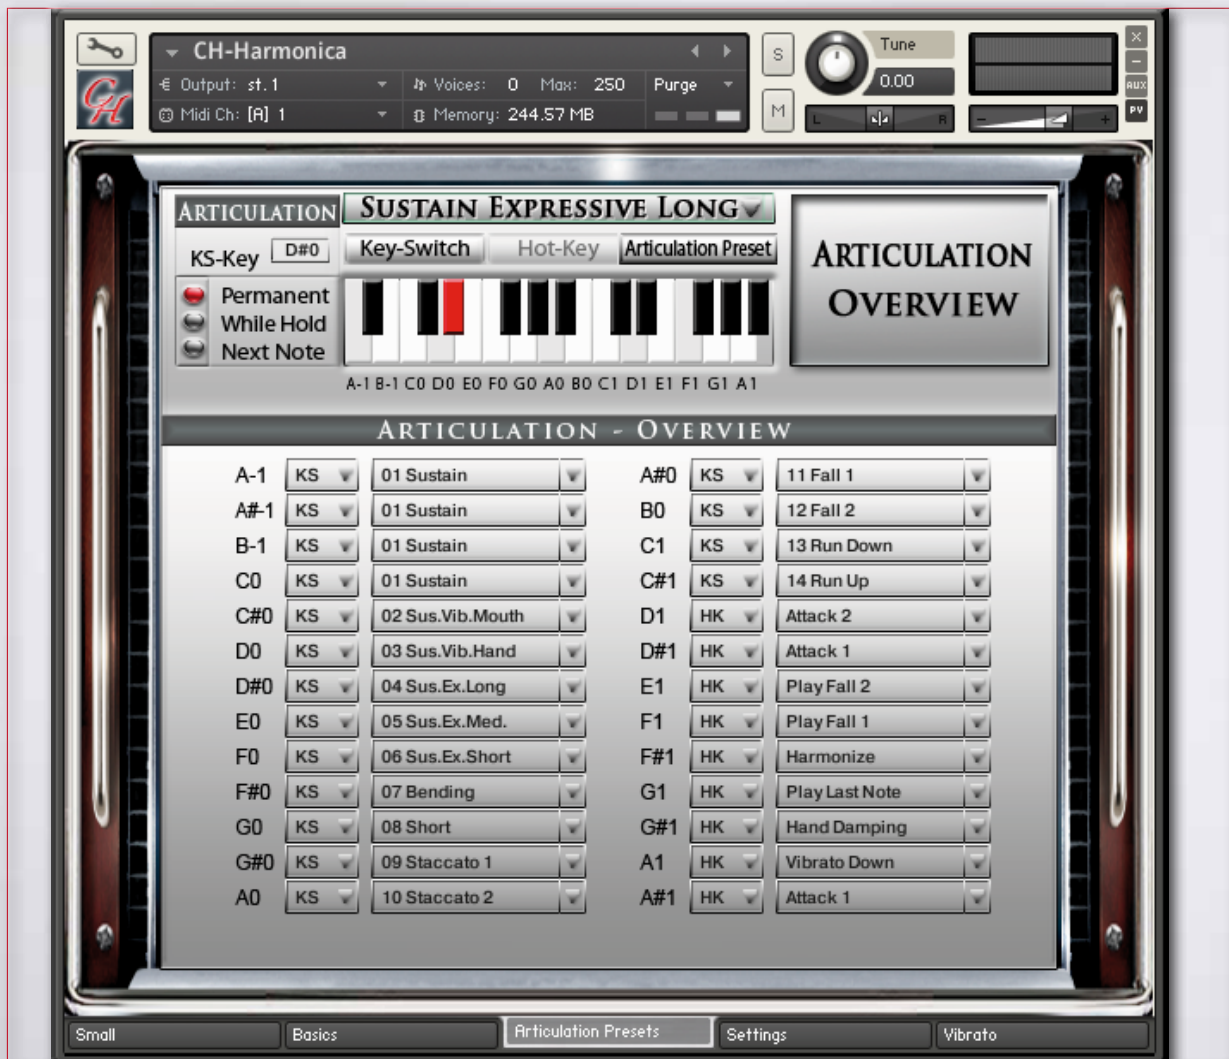 CH-Harmonica
S
Tune
×
−
Output: st.1
Voices: 0 Max: 250
Purge
0.00
AUX
GH
Midi Ch: [A] 1
Memory: 244.57 MB
M
L
R
−
+
PV
ARTICULATION
SUSTAIN EXPRESSIVE LONG
KS-Key D#0
Key-Switch
Hot-Key
Articulation Preset
ARTICULATION
OVERVIEW
Permanent
While Hold
Next Note
A-1 B-1 C0 D0 E0 F0 G0 A0 B0 C1 D1 E1 F1 G1 A1
ARTICULATION - OVERVIEW
A-1 KS 01 Sustain
A#-1 KS 01 Sustain
B-1 KS 01 Sustain
C0 KS 01 Sustain
C#0 KS 02 Sus.Vib.Mouth
D0 KS 03 Sus.Vib.Hand
D#0 KS 04 Sus.Ex.Long
E0 KS 05 Sus.Ex.Med.
F0 KS 06 Sus.Ex.Short
F#0 KS 07 Bending
G0 KS 08 Short
G#0 KS 09 Staccato 1
A0 KS 10 Staccato 2
A#0 KS 11 Fall 1
B0 KS 12 Fall 2
C1 KS 13 Run Down
C#1 KS 14 Run Up
D1 HK Attack 2
D#1 HK Attack 1
E1 HK Play Fall 2
F1 HK Play Fall 1
F#1 HK Harmonize
G1 HK Play Last Note
G#1 HK Hand Damping
A1 HK Vibrato Down
A#1 HK Attack 1
Small
Basics
Articulation Presets
Settings
Vibrato